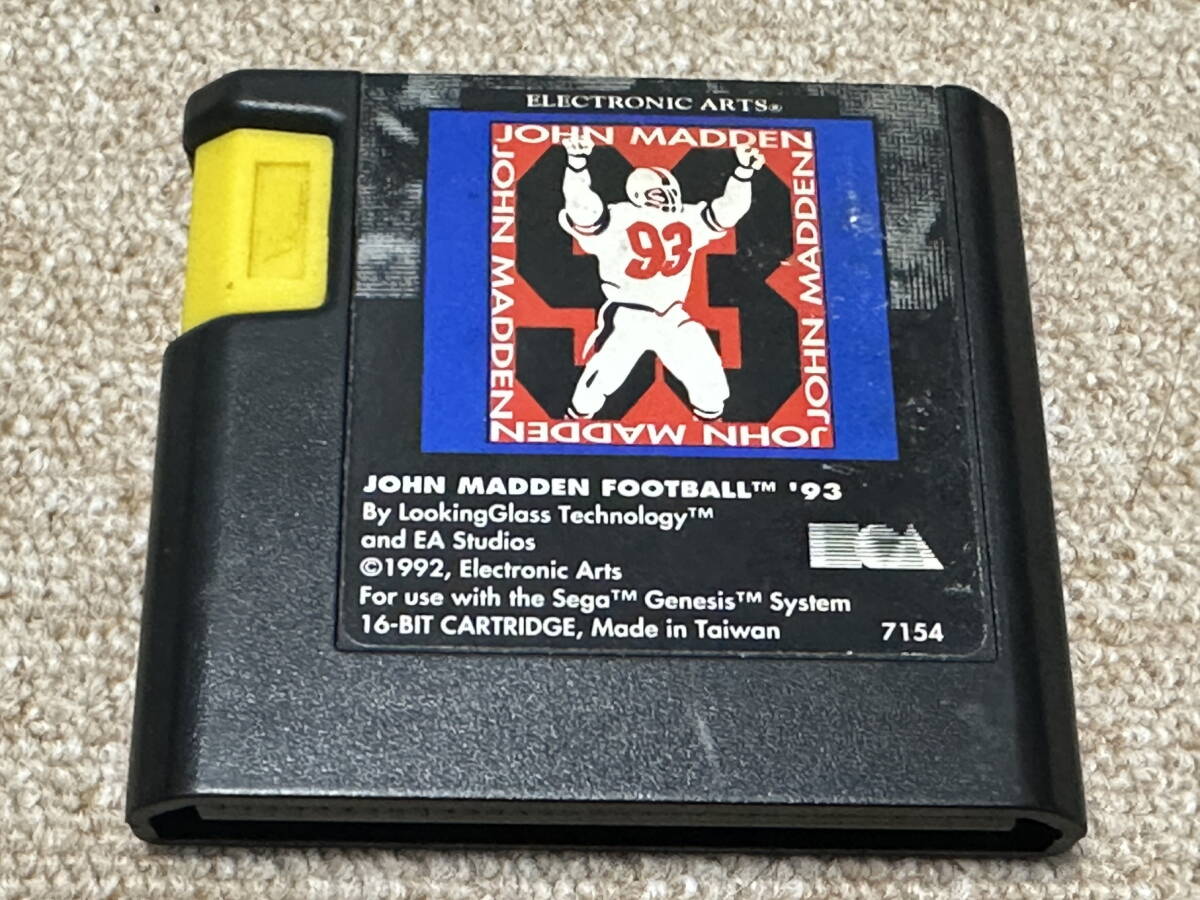 ELECTRONIC ARTS®
JOHN MADDEN
JOHN MADDEN
JOHN MADDEN
93
93
JOHN MADDEN
JOHN MADDEN FOOTBALL™ '93
By LookingGlass Technology™
and EA Studios
©1992, Electronic Arts
For use with the Sega™ Genesis™ System
16-BIT CARTRIDGE, Made in Taiwan
7154
EA